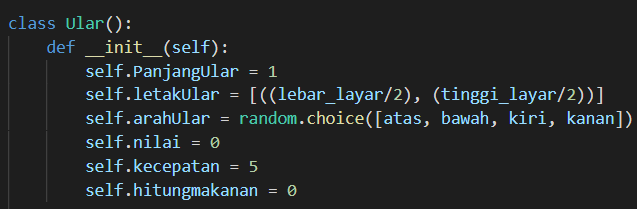 class Ular():
    def __init__(self):
        self.PanjangUlar = 1
        self.letakUlar = [((lebar_layar/2), (tinggi_layar/2))]
        self.arahUlar = random.choice([atas, bawah, kiri, kanan])
        self.nilai = 0
        self.kecepatan = 5
        self.hitungmakanan = 0